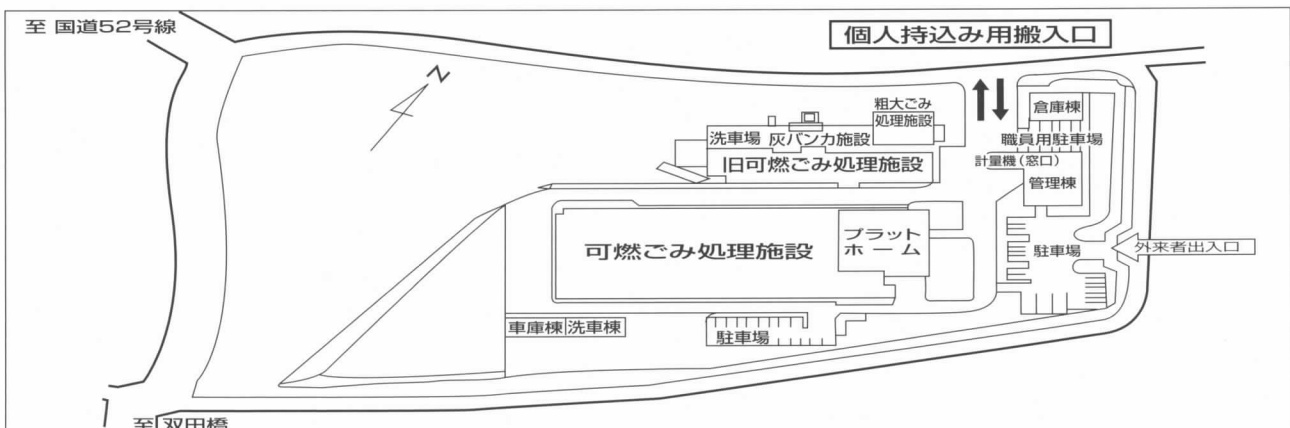 至 国道52号線
個人持込み用搬入口
N
粗大ごみ
処理施設
倉庫棟
洗車場 灰バンカ施設
職員用駐車場
旧可燃ごみ処理施設
計量機(窓口)
管理棟
可燃ごみ処理施設
プラット
ホーム
駐車場
外来者出入口
車庫棟 洗車棟
駐車場
至 双田橋